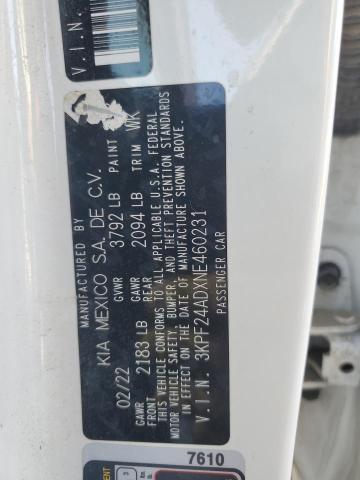 V.I.N.
MANUFACTURED BY
KIA MEXICO S.A. DE C.V.
02/22 GVWR 3792 LB PAINT
GAWR FRONT 2183 LB GAWR REAR 2094 LB TRIM WK
THIS VEHICLE CONFORMS TO ALL APPLICABLE U.S.A. FEDERAL
MOTOR VEHICLE SAFETY, BUMPER, AND THEFT PREVENTION STANDARDS
IN EFFECT ON THE DATE OF MANUFACTURE SHOWN ABOVE.
V.I.N. 3KPF24ADXNE460231
PASSENGER CAR
7610